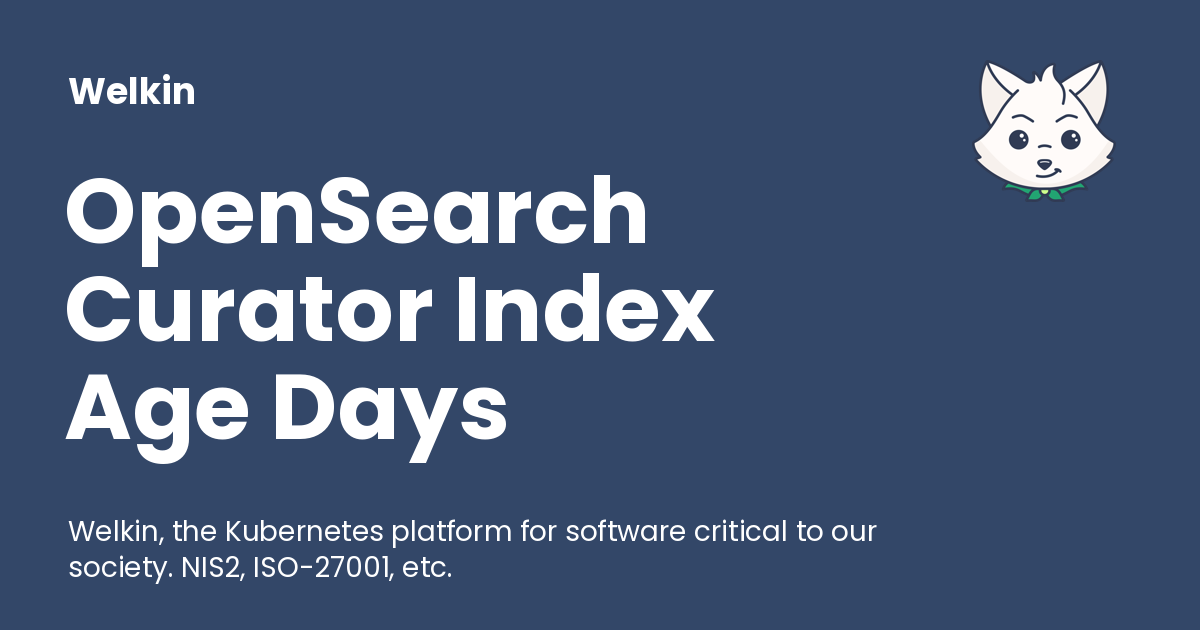 Welkin
OpenSearch
Curator Index
Age Days
Welkin, the Kubernetes platform for software critical to our
society. NIS2, ISO-27001, etc.